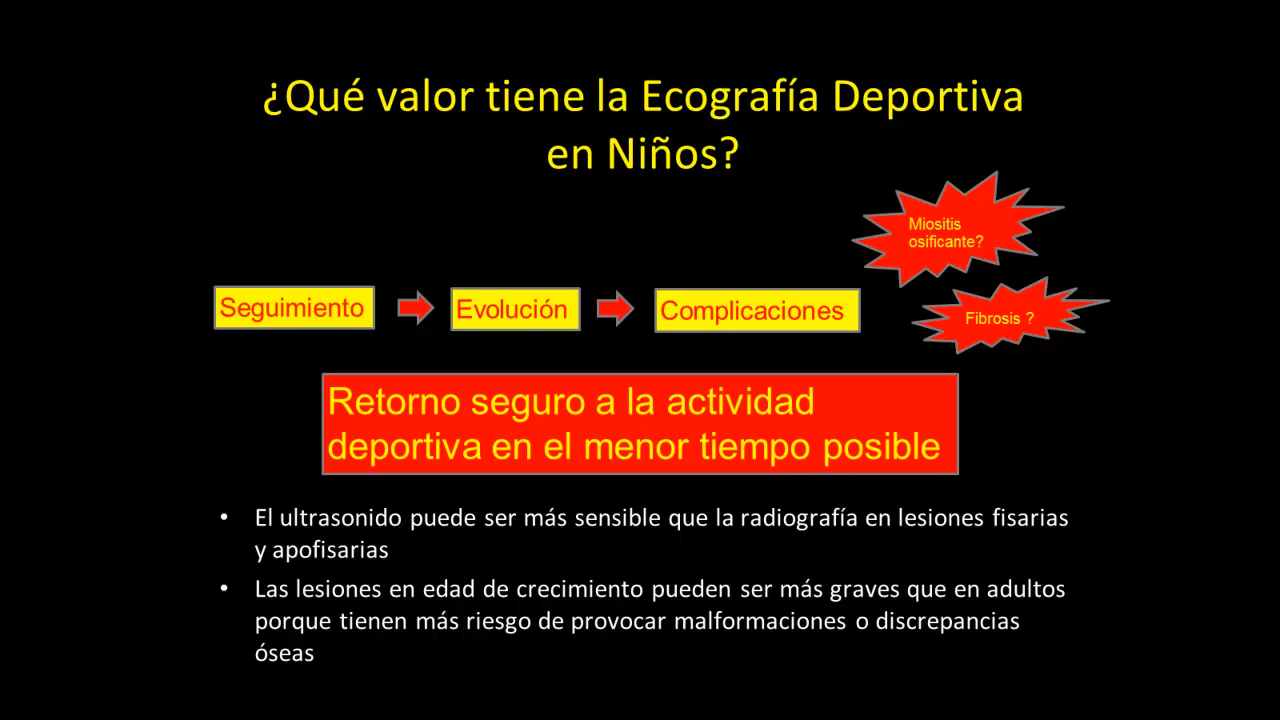 ¿Qué valor tiene la Ecografía Deportiva
en Niños?
Miositis
osificante?
Seguimiento
Evolución
Complicaciones
Fibrosis ?
Retorno seguro a la actividad
deportiva en el menor tiempo posible
• El ultrasonido puede ser más sensible que la radiografía en lesiones fisarias
y apofisarias
• Las lesiones en edad de crecimiento pueden ser más graves que en adultos
porque tienen más riesgo de provocar malformaciones o discrepancias
óseas